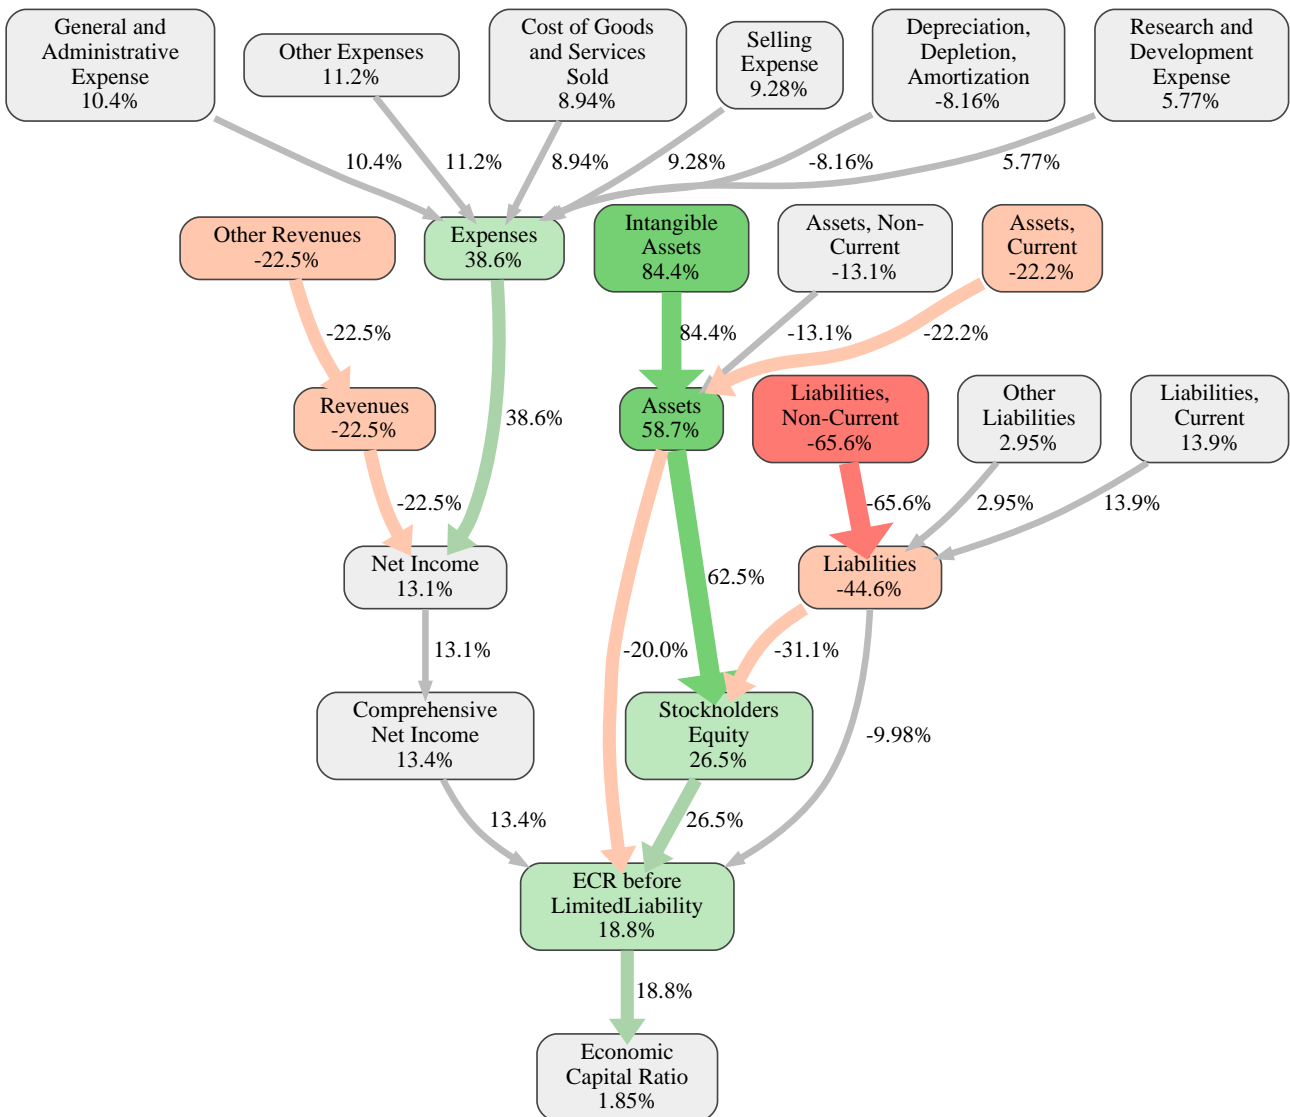 General and
Administrative
Expense
10.4%
Other Expenses
11.2%
Cost of Goods
and Services
Sold
8.94%
Selling
Expense
9.28%
Depreciation,
Depletion,
Amortization
-8.16%
Research and
Development
Expense
5.77%
10.4%
11.2%
8.94%
9.28%
-8.16%
5.77%
Other Revenues
-22.5%
Expenses
38.6%
Intangible
Assets
84.4%
Assets, Non-
Current
-13.1%
Assets,
Current
-22.2%
-22.5%
84.4%
-13.1%
-22.2%
Revenues
-22.5%
38.6%
Assets
58.7%
Liabilities,
Non-Current
-65.6%
Other
Liabilities
2.95%
Liabilities,
Current
13.9%
-22.5%
-65.6%
2.95%
13.9%
Net Income
13.1%
62.5%
Liabilities
-44.6%
13.1%
-20.0%
-31.1%
Comprehensive
Net Income
13.4%
Stockholders
Equity
26.5%
-9.98%
13.4%
26.5%
ECR before
LimitedLiability
18.8%
18.8%
Economic
Capital Ratio
1.85%